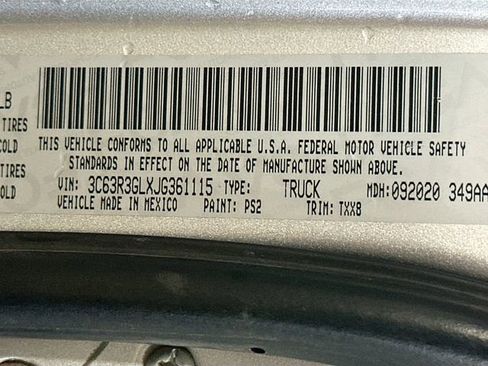 LB
TIRES
COLD
TIRES
COLD
THIS VEHICLE CONFORMS TO ALL APPLICABLE U.S.A. FEDERAL MOTOR VEHICLE SAFETY
STANDARDS IN EFFECT ON THE DATE OF MANUFACTURE SHOWN ABOVE.
VIN: 3C63R3GLXJG361115 TYPE: TRUCK MDH:092020 349AA
VEHICLE MADE IN MEXICO PAINT: PS2 TRIM: TXX8